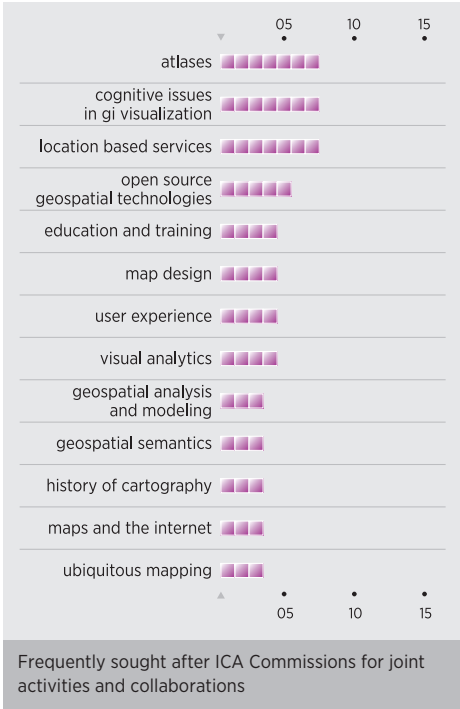 05 10 15
atlases
cognitive issues
in gi visualization
location based services
open source
geospatial technologies
education and training
map design
user experience
visual analytics
geospatial analysis
and modeling
geospatial semantics
history of cartography
maps and the internet
ubiquitous mapping
05 10 15
Frequently sought after ICA Commissions for joint
activities and collaborations